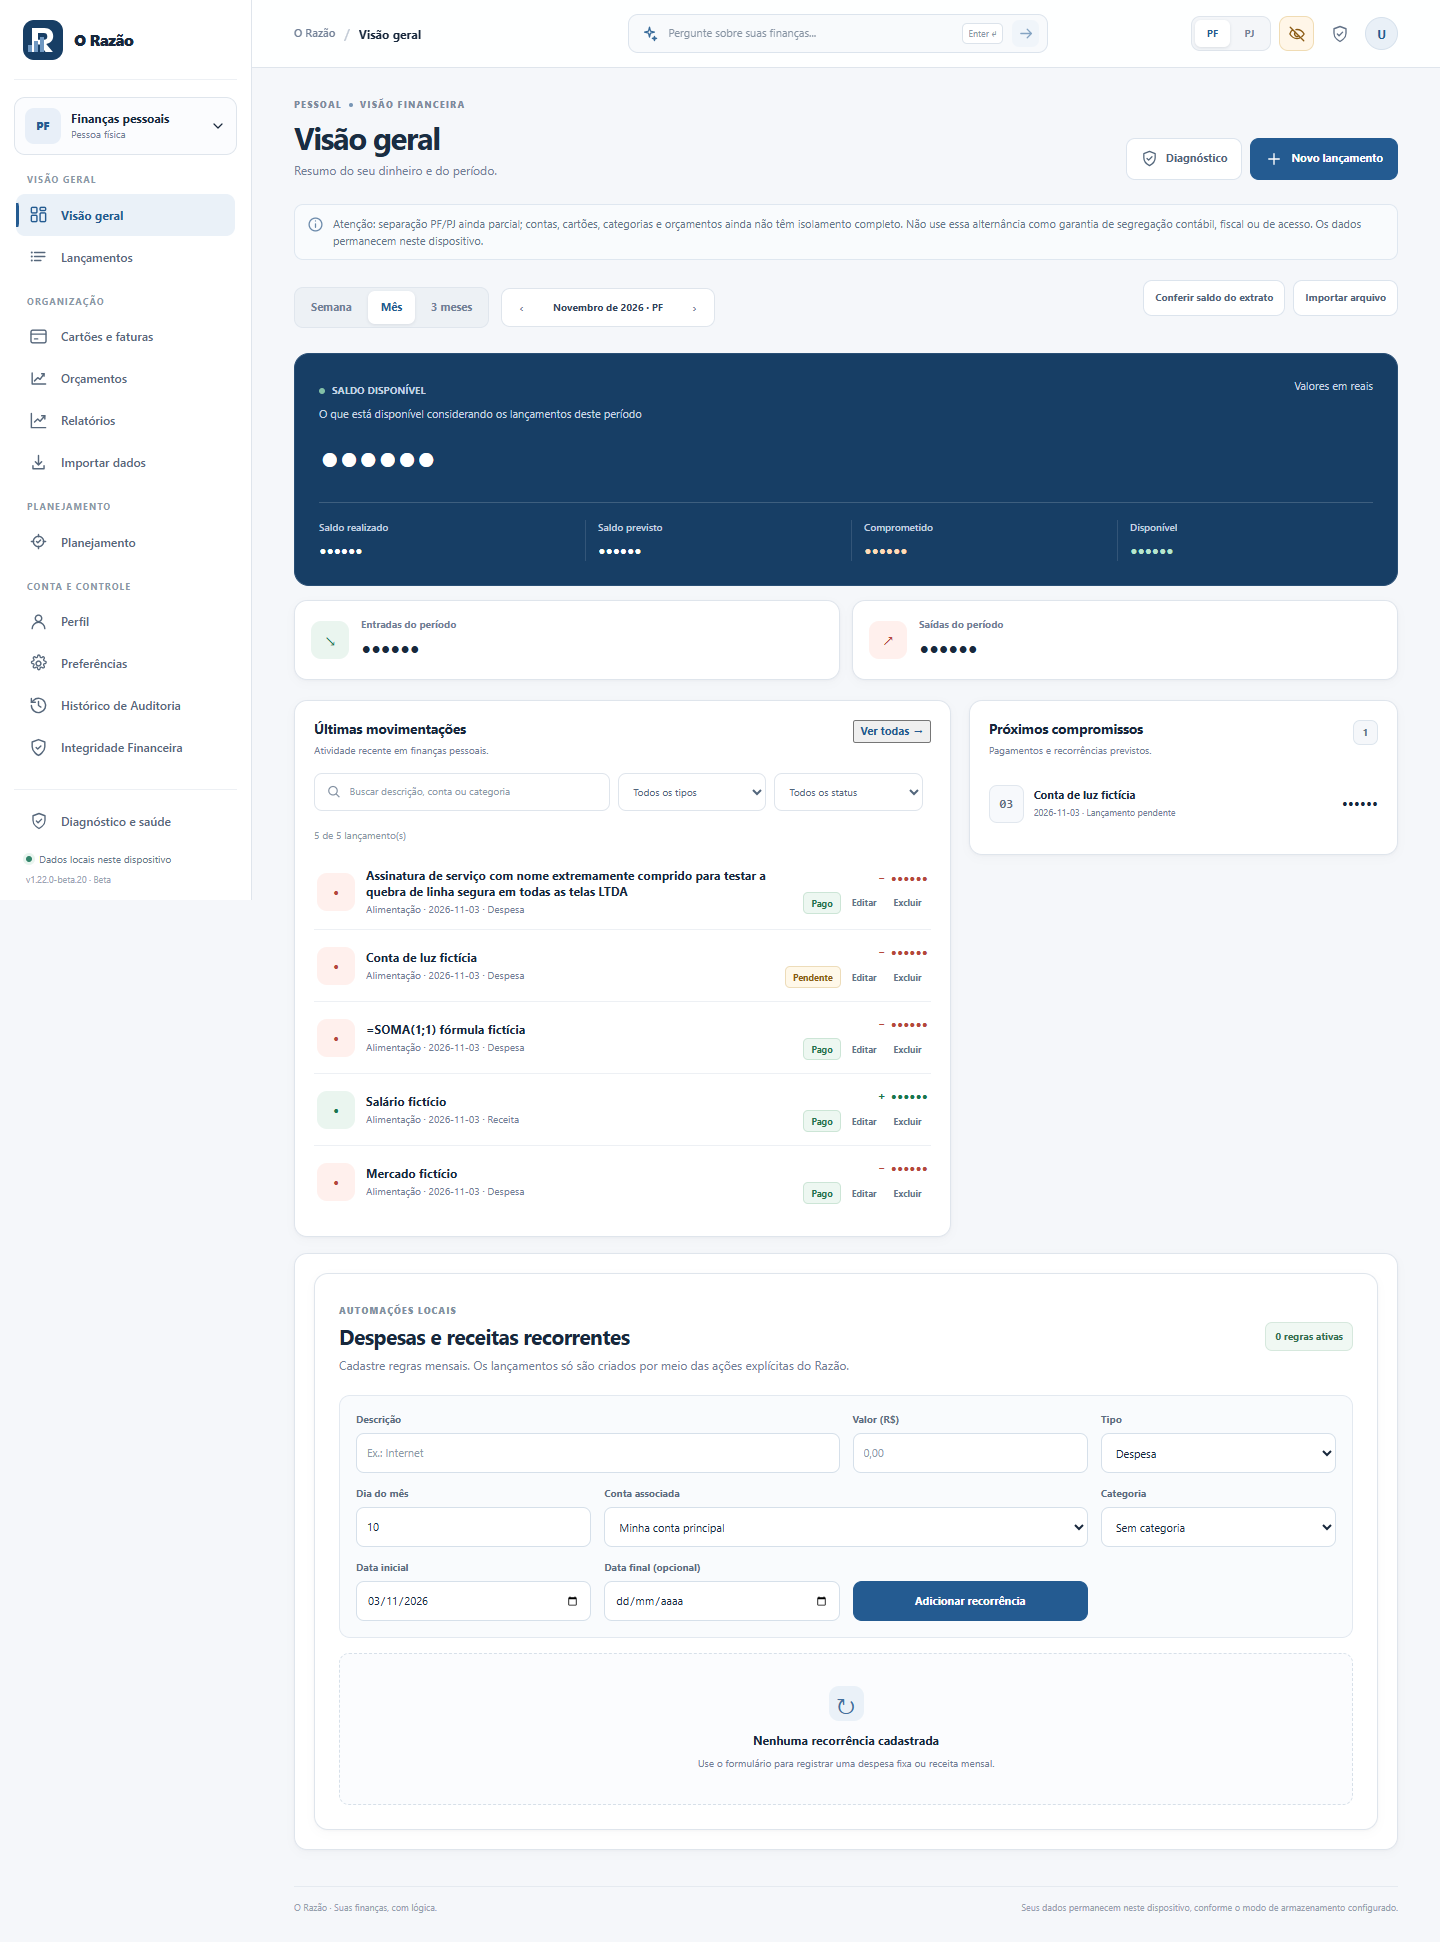 O Razão
PF
Finanças pessoais
Pessoa física
VISÃO GERAL
Visão geral
Lançamentos
ORGANIZAÇÃO
Cartões e faturas
Orçamentos
Relatórios
Importar dados
PLANEJAMENTO
Planejamento
CONTA E CONTROLE
Perfil
Preferências
Histórico de Auditoria
Integridade Financeira
Diagnóstico e saúde
Dados locais neste dispositivo
v1.22.0-beta.20 · Beta
O Razão / Visão geral
Pergunte sobre suas finanças...
Enter ↲
PF PJ
U
PESSOAL • VISÃO FINANCEIRA
Visão geral
Resumo do seu dinheiro e do período.
Diagnóstico
Novo lançamento
Atenção: separação PF/PJ ainda parcial; contas, cartões, categorias e orçamentos ainda não têm isolamento completo. Não use essa alternância como garantia de segregação contábil, fiscal ou de acesso. Os dados
permanecem neste dispositivo.
Semana Mês 3 meses
‹ Novembro de 2026 · PF ›
Conferir saldo do extrato
Importar arquivo
SALDO DISPONÍVEL
Valores em reais
O que está disponível considerando os lançamentos deste período
●●●●●●
Saldo realizado
●●●●●●
Saldo previsto
●●●●●●
Comprometido
●●●●●●
Disponível
●●●●●●
↘
Entradas do período
●●●●●●
↗
Saídas do período
●●●●●●
Últimas movimentações
Atividade recente em finanças pessoais.
Ver todas →
Buscar descrição, conta ou categoria
Todos os tipos
Todos os status
5 de 5 lançamento(s)
Assinatura de serviço com nome extremamente comprido para testar a
quebra de linha segura em todas as telas LTDA
Alimentação · 2026-11-03 · Despesa
− ●●●●●●
Pago Editar Excluir
Conta de luz fictícia
Alimentação · 2026-11-03 · Despesa
− ●●●●●●
Pendente Editar Excluir
=SOMA(1;1) fórmula fictícia
Alimentação · 2026-11-03 · Despesa
− ●●●●●●
Pago Editar Excluir
Salário fictício
Alimentação · 2026-11-03 · Receita
+ ●●●●●●
Pago Editar Excluir
Mercado fictício
Alimentação · 2026-11-03 · Despesa
− ●●●●●●
Pago Editar Excluir
Próximos compromissos
1
Pagamentos e recorrências previstos.
03
Conta de luz fictícia
2026-11-03 · Lançamento pendente
●●●●●●
AUTOMAÇÕES LOCAIS
Despesas e receitas recorrentes
0 regras ativas
Cadastre regras mensais. Os lançamentos só são criados por meio das ações explícitas do Razão.
Descrição
Ex.: Internet
Valor (R$)
0,00
Tipo
Despesa
Dia do mês
10
Conta associada
Minha conta principal
Categoria
Sem categoria
Data inicial
03/11/2026
Data final (opcional)
dd/mm/aaaa
Adicionar recorrência
Nenhuma recorrência cadastrada
Use o formulário para registrar uma despesa fixa ou receita mensal.
O Razão · Suas finanças, com lógica.
Seus dados permanecem neste dispositivo, conforme o modo de armazenamento configurado.